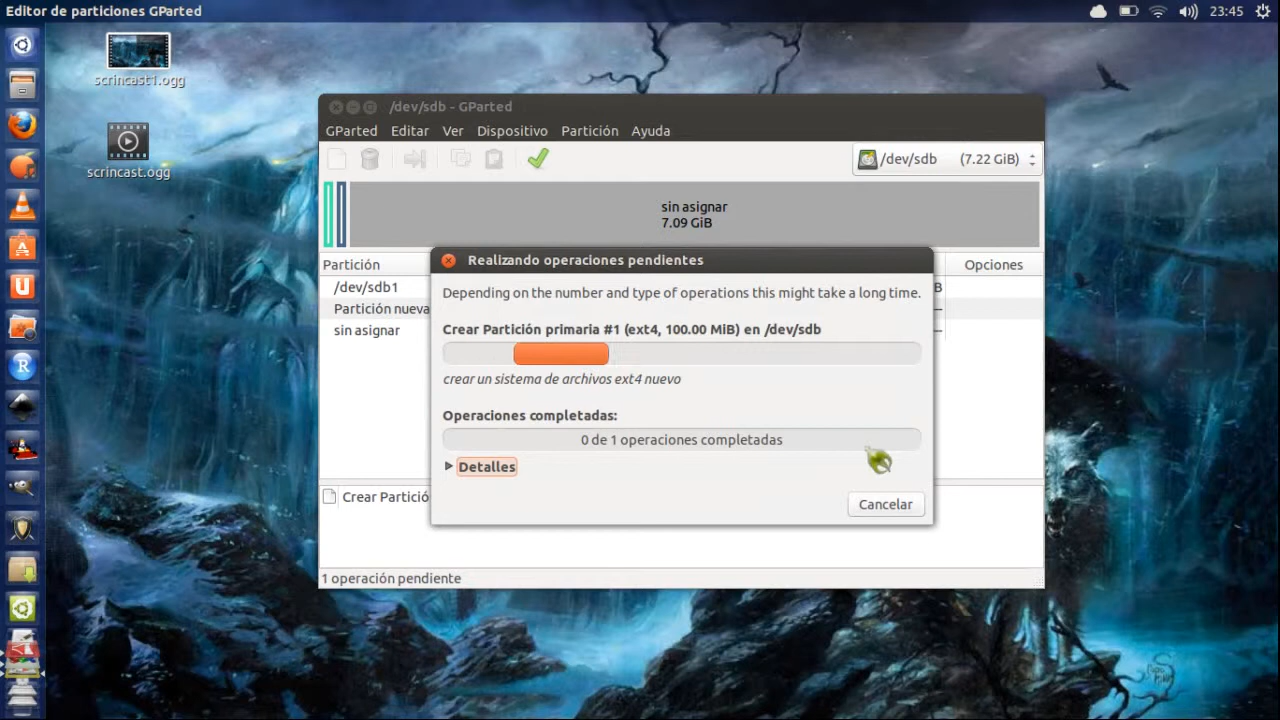 Editor de particiones GParted
23:45
scrincast1.ogg
scrincast.ogg
/dev/sdb - GParted
GParted Editar Ver Dispositivo Partición Ayuda
/dev/sdb (7.22 GiB)
sin asignar
7.09 GiB
Partición
Opciones
/dev/sdb1
B
Partición nueva
sin asignar
Realizando operaciones pendientes
Depending on the number and type of operations this might take a long time.
Crear Partición primaria #1 (ext4, 100.00 MiB) en /dev/sdb
crear un sistema de archivos ext4 nuevo
Operaciones completadas:
0 de 1 operaciones completadas
Detalles
Cancelar
Crear Partició
1 operación pendiente